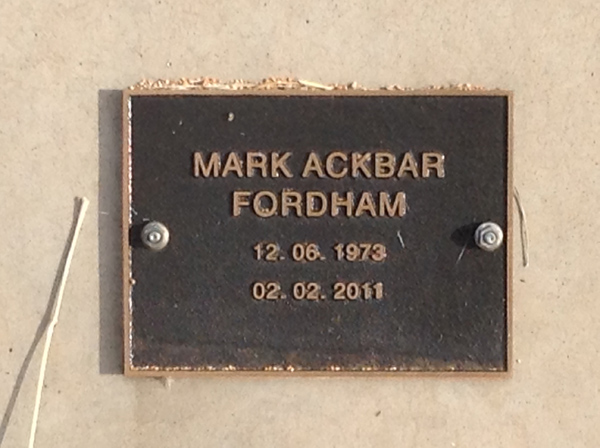 MARK ACKBAR
FORDHAM
12. 06. 1973
02. 02. 2011